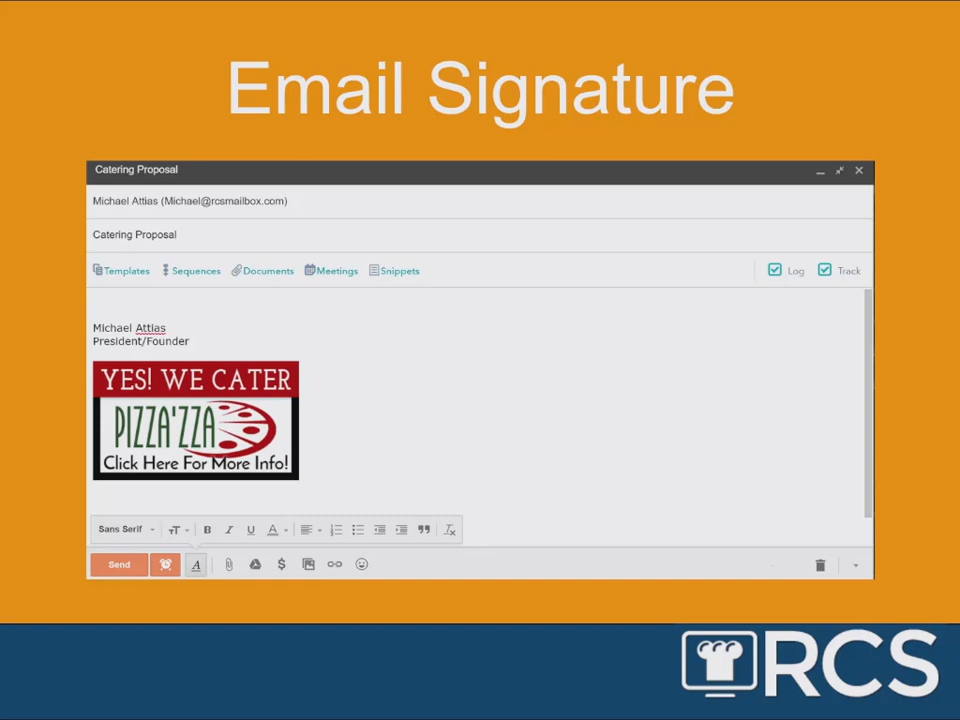 Email Signature
Catering Proposal
Michael Attias (Michael@rcsmailbox.com)
Catering Proposal
Templates Sequences Documents Meetings Snippets Log Track
Michael Attias
President/Founder
YES! WE CATER
PIZZA'ZZA
Click Here For More Info!
Sans Serif
Send
RCS